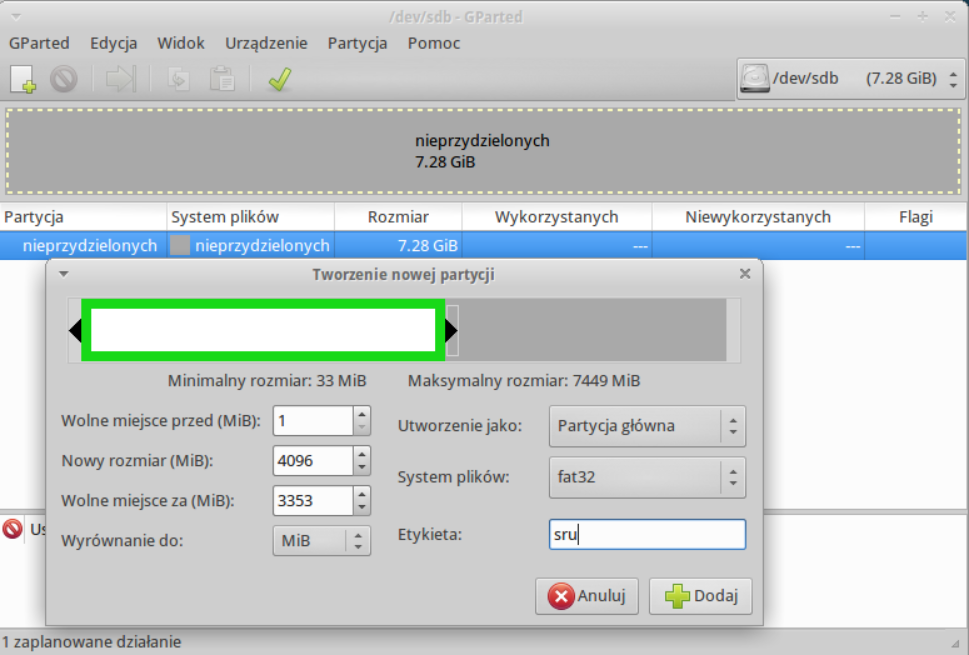 /dev/sdb - GParted
GParted Edycja Widok Urządzenie Partycja Pomoc
/dev/sdb (7.28 GiB)
nieprzydzielonych
7.28 GiB
Partycja System plików Rozmiar Wykorzystanych Niewykorzystanych Flagi
nieprzydzielonych nieprzydzielonych 7.28 GiB --- ---
Tworzenie nowej partycji
Minimalny rozmiar: 33 MiB Maksymalny rozmiar: 7449 MiB
Wolne miejsce przed (MiB): 1 Utworzenie jako: Partycja główna
Nowy rozmiar (MiB): 4096 System plików: fat32
Wolne miejsce za (MiB): 3353
Wyrównanie do: MiB Etykieta: sru
Anuluj Dodaj
1 zaplanowane działanie